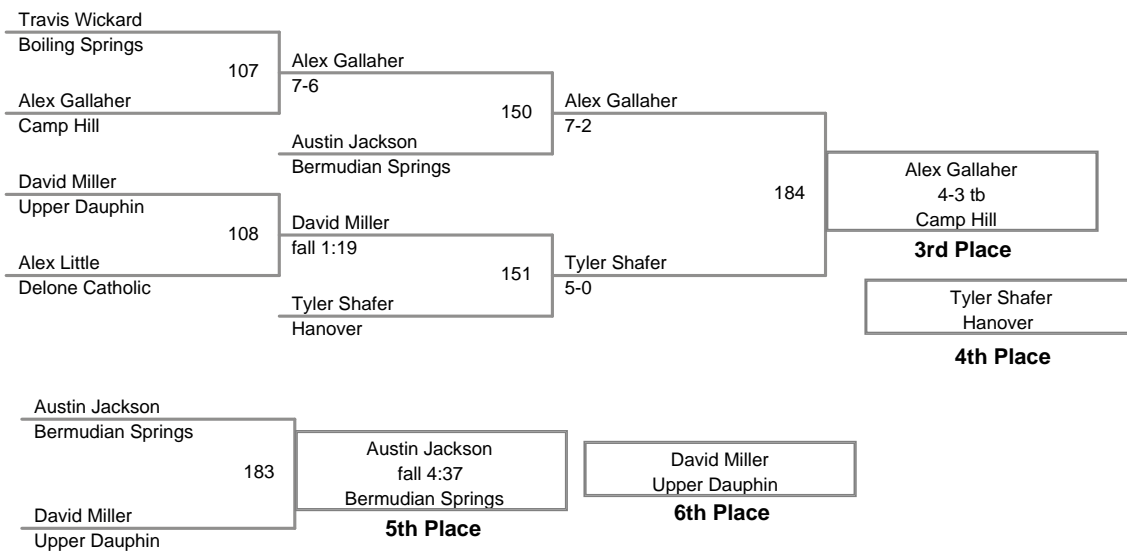 Travis Wickard
Boiling Springs
107
Alex Gallaher
7-6
Alex Gallaher
Camp Hill
150
Alex Gallaher
7-2
Austin Jackson
Bermudian Springs
David Miller
Upper Dauphin
184
Alex Gallaher
4-3 tb
Camp Hill
3rd Place
108
David Miller
fall 1:19
Alex Little
Delone Catholic
151
Tyler Shafer
5-0
Tyler Shafer
Hanover
Tyler Shafer
Hanover
4th Place
Austin Jackson
Bermudian Springs
183
Austin Jackson
fall 4:37
Bermudian Springs
5th Place
David Miller
Upper Dauphin
6th Place
David Miller
Upper Dauphin